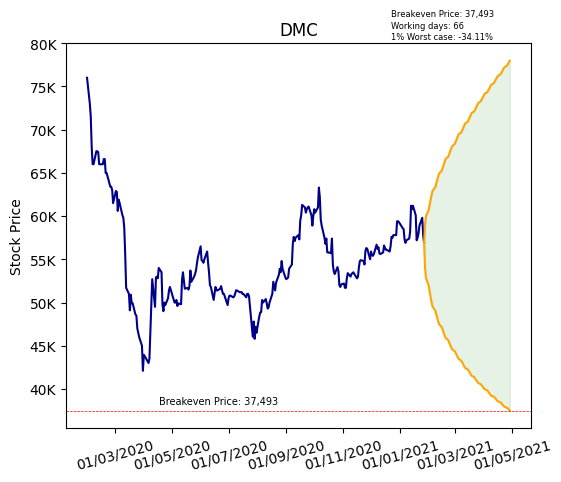 Breakeven Price: 37,493
Working days: 66
1% Worst case: -34.11%
DMC
80K
75K
70K
65K
60K
55K
50K
45K
40K
Stock Price
Breakeven Price: 37,493
01/03/2020
01/05/2020
01/07/2020
01/09/2020
01/11/2020
01/01/2021
01/03/2021
01/05/2021